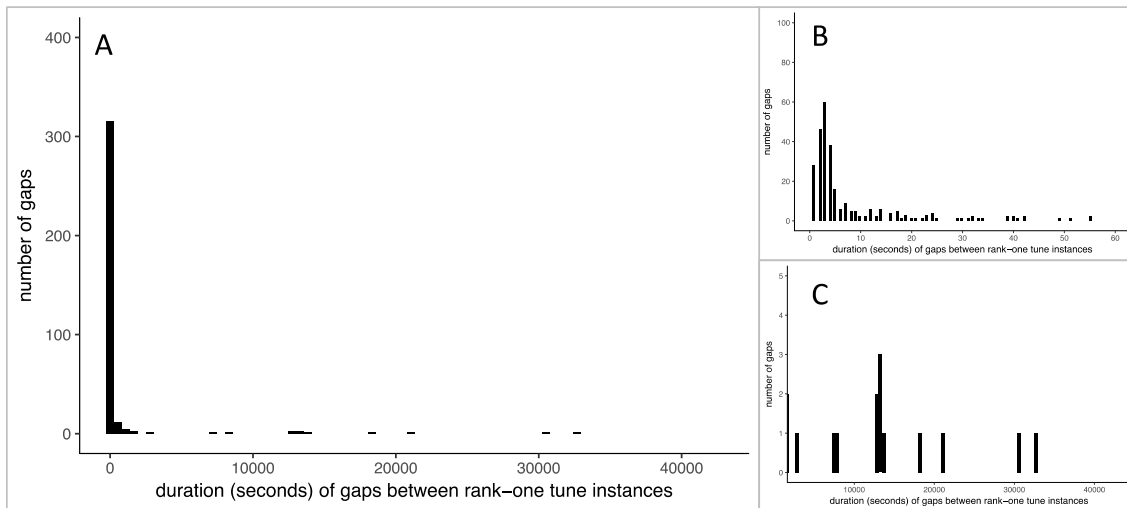 A
400
300
200
100
0
number of gaps
0 10000 20000 30000 40000
duration (seconds) of gaps between rank−one tune instances
B
100
80
60
40
20
0
number of gaps
0 10 20 30 40 50 60
duration (seconds) of gaps between rank−one tune instances
C
5
4
3
2
1
0
number of gaps
10000 20000 30000 40000
duration (seconds) of gaps between rank−one tune instances